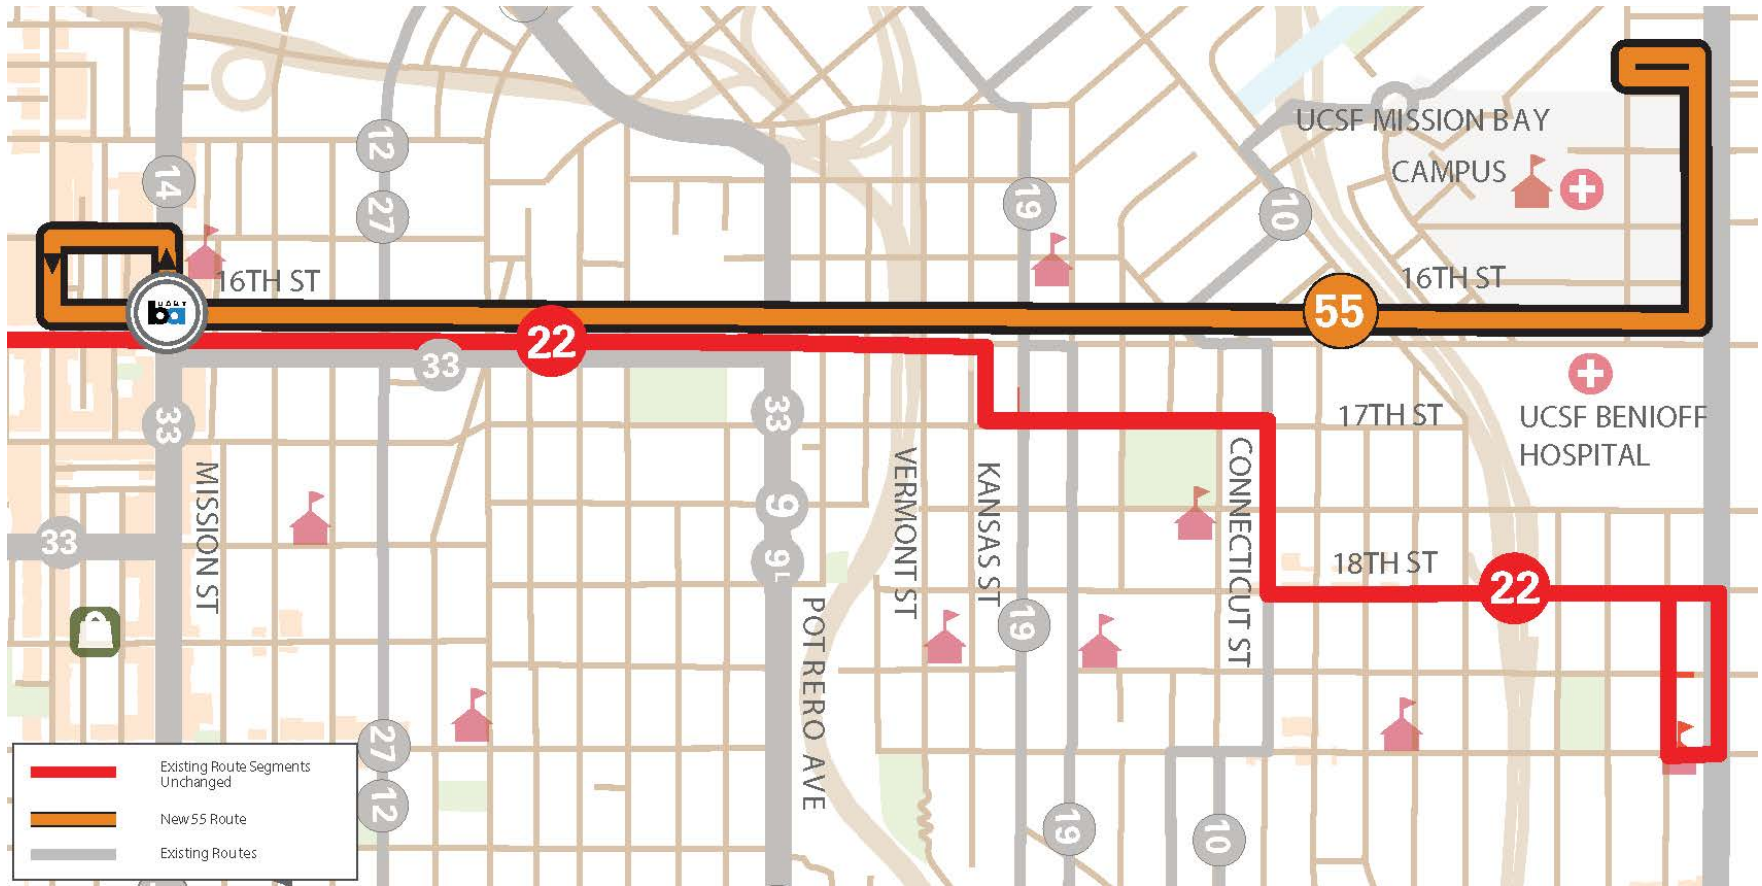 12
14
27
19
10
UCSF MISSION BAY
CAMPUS
16TH ST
16TH ST
ba
55
22
33
33
33
17TH ST
UCSF BENIOFF
HOSPITAL
MISSION ST
VERMONT ST
KANSAS ST
CONNECTICUT ST
9
33
9L
18TH ST
22
19
POTRERO AVE
27
12
19
10
Existing Route Segments
Unchanged
New 55 Route
Existing Routes